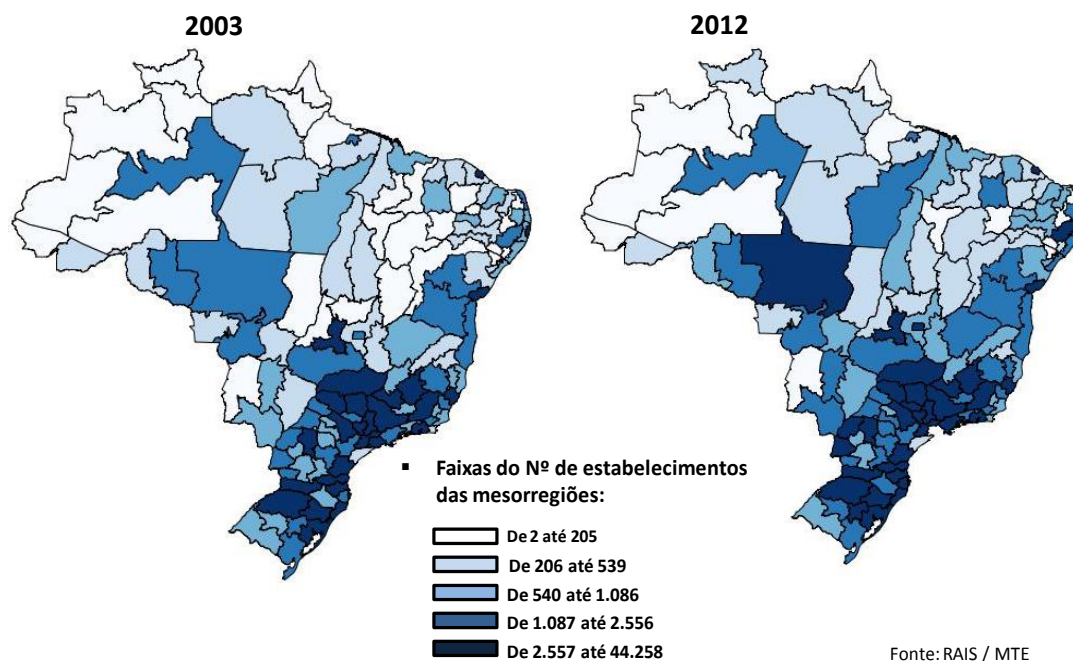 2003
2012
▪ Faixas do Nº de estabelecimentos
das mesorregiões:
De 2 até 205
De 206 até 539
De 540 até 1.086
De 1.087 até 2.556
De 2.557 até 44.258
Fonte: RAIS / MTE